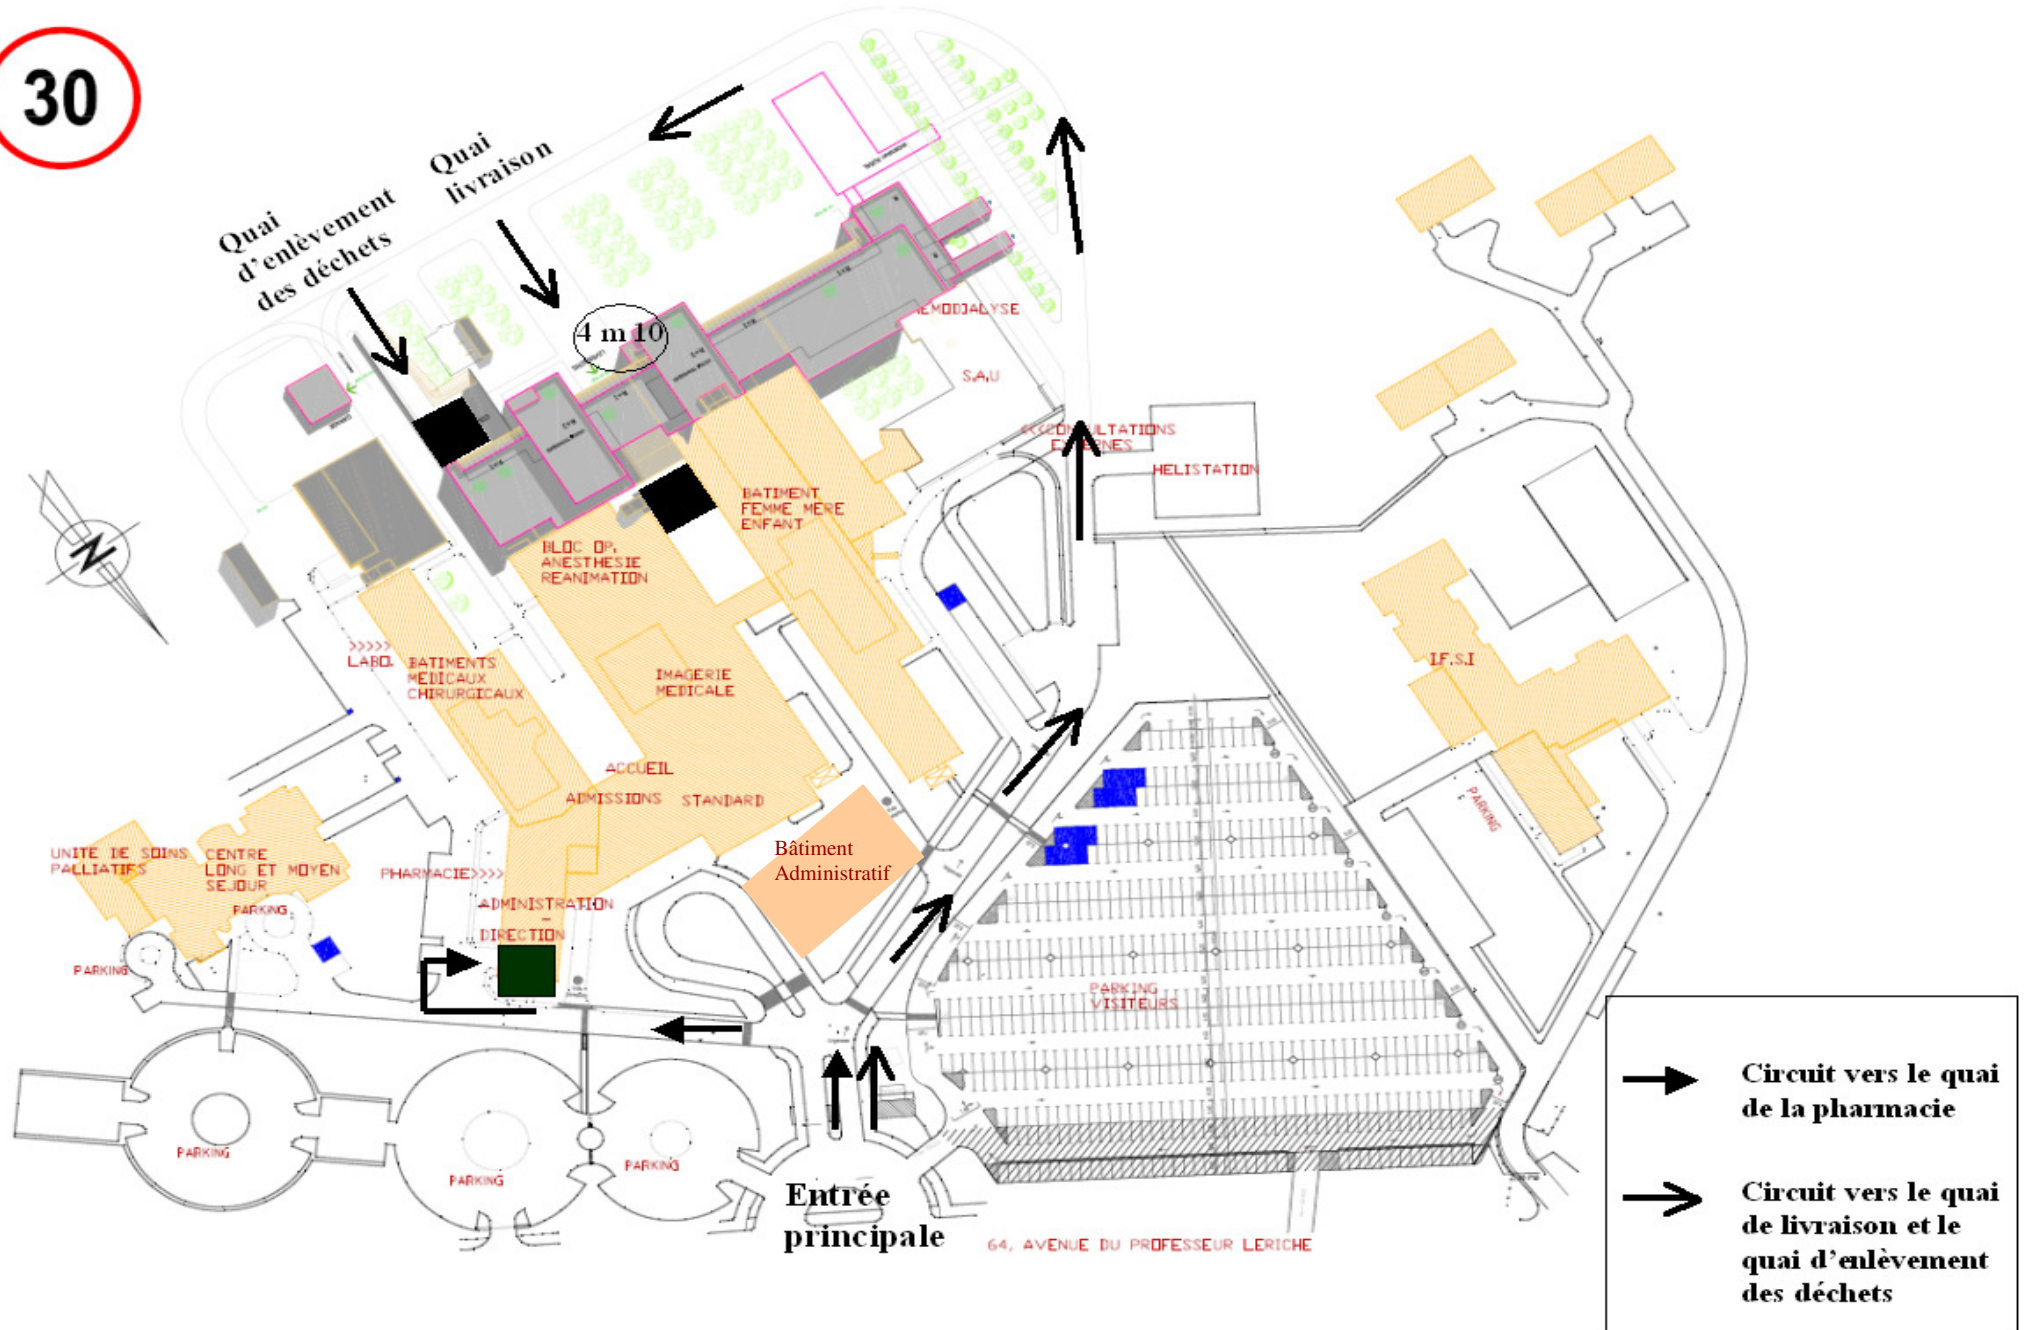 30
Quai
livraison
Quai
d'enlèvement
des déchets
4 m 10
HEMODIALYSE
S.A.U
<<<CONSULTATIONS
EXTERNES
HELISTATION
BATIMENT
FEMME MERE
ENFANT
BLOC OP.
ANESTHESIE
REANIMATION
N
>>>>>
LABO.
BATIMENTS
MEDICAUX
CHIRURGICAUX
IMAGERIE
MEDICALE
I.F.S.I
ACCUEIL
ADMISSIONS STANDARD
PARKING
UNITE DE SOINS
PALLIATIFS
CENTRE
LONG ET MOYEN
SEJOUR
PHARMACIE>>>>
Bâtiment
Administratif
PARKING
ADMINISTRATION
-
DIRECTION
PARKING
PARKING
VISITEURS
PARKING
PARKING
PARKING
Entrée
principale
64, AVENUE DU PROFESSEUR LERICHE
Circuit vers le quai
de la pharmacie
Circuit vers le quai
de livraison et le
quai d'enlèvement
des déchets